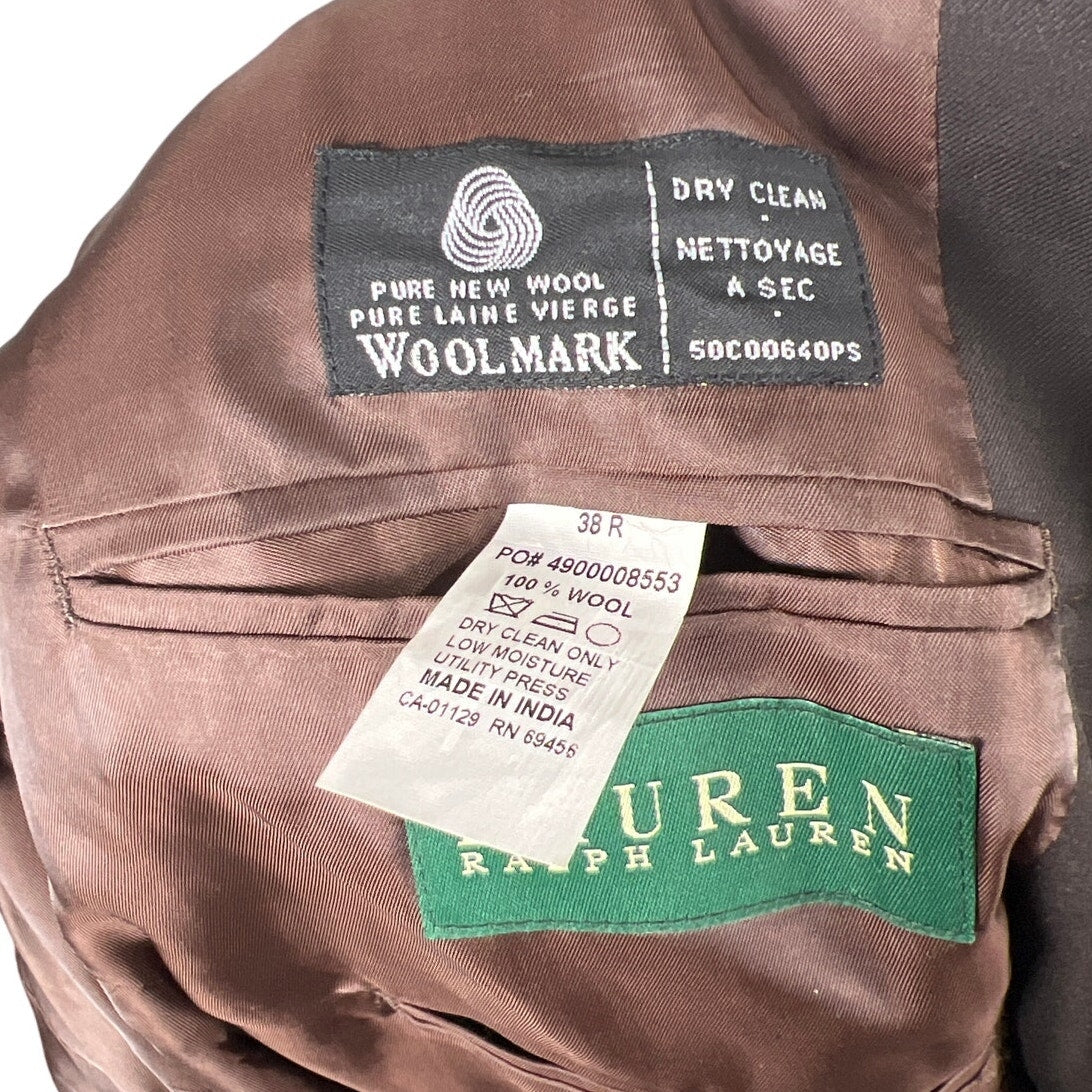 PURE NEW WOOL
PURE LAINE VIERGE
WOOLMARK
DRY CLEAN
NETTOYAGE
A SEC
50C00640PS
38 R
PO# 4900008553
100 % WOOL
DRY CLEAN ONLY
LOW MOISTURE
UTILITY PRESS
MADE IN INDIA
CA-01129 RN 69456
LAUREN
RALPH LAUREN